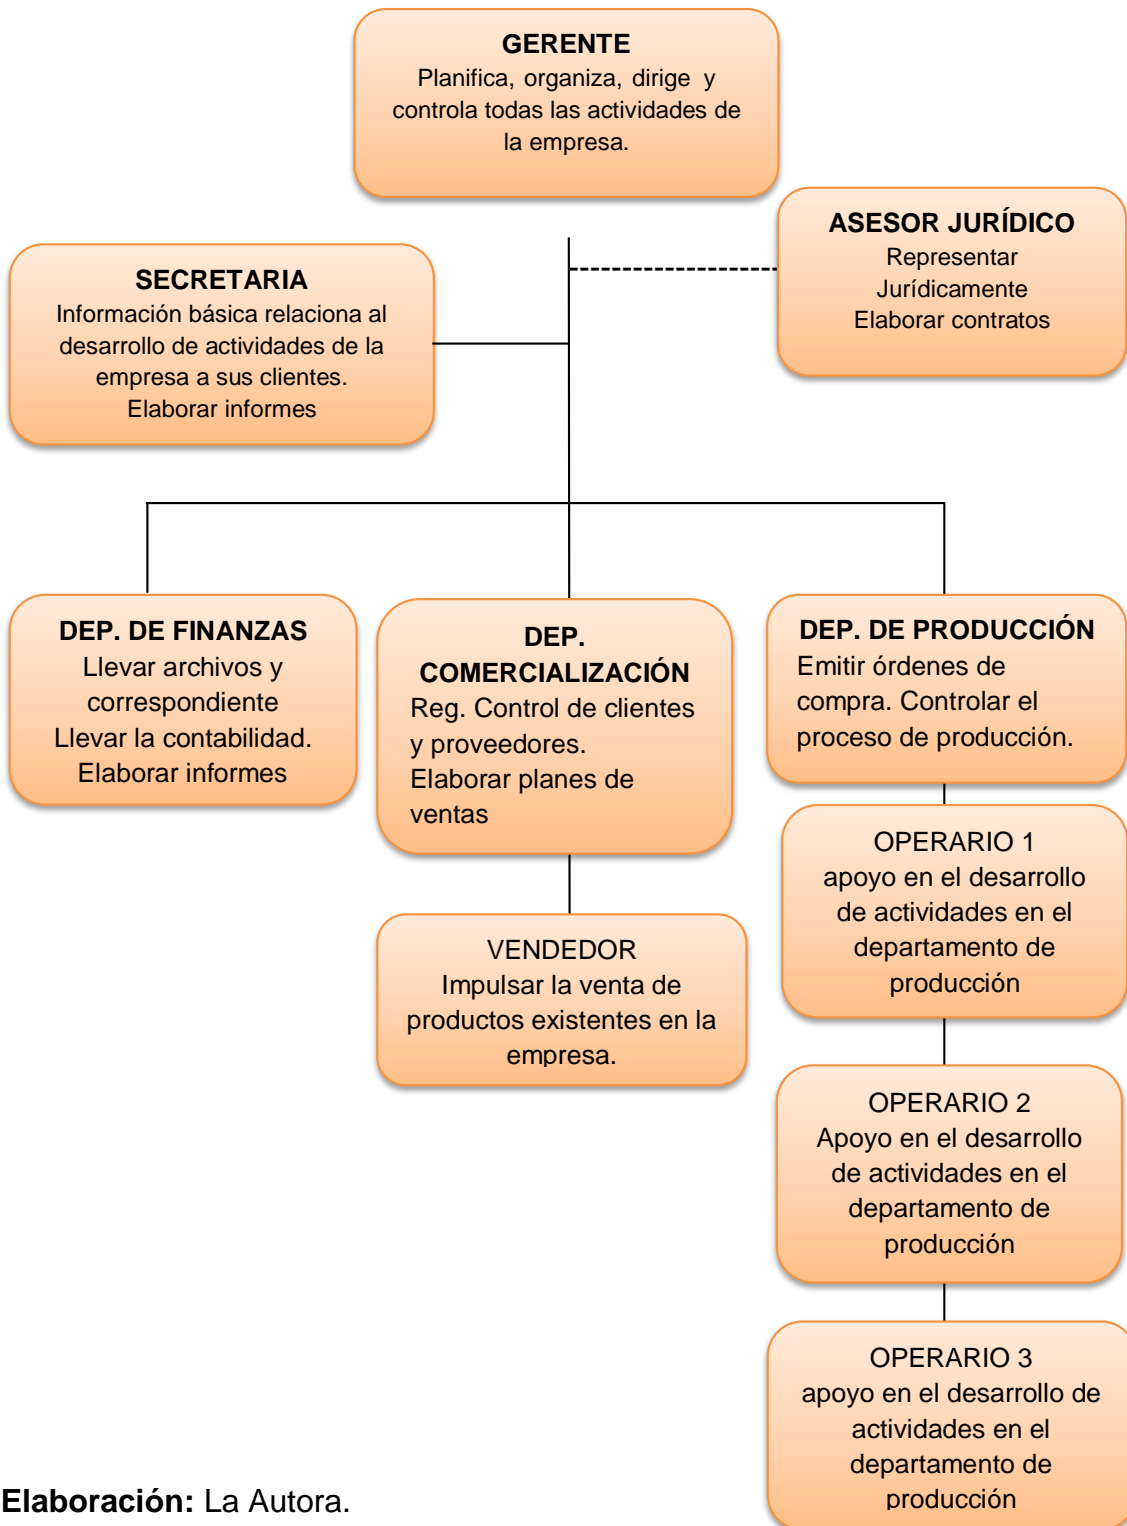 GERENTE
Planifica, organiza, dirige y
controla todas las actividades de
la empresa.
ASESOR JURÍDICO
Representar
Jurídicamente
Elaborar contratos
SECRETARIA
Información básica relaciona al
desarrollo de actividades de la
empresa a sus clientes.
Elaborar informes
DEP. DE FINANZAS
Llevar archivos y
correspondiente
Llevar la contabilidad.
Elaborar informes
DEP.
COMERCIALIZACIÓN
Reg. Control de clientes
y proveedores.
Elaborar planes de
ventas
DEP. DE PRODUCCIÓN
Emitir órdenes de
compra. Controlar el
proceso de producción.
OPERARIO 1
apoyo en el desarrollo
de actividades en el
departamento de
producción
VENDEDOR
Impulsar la venta de
productos existentes en la
empresa.
OPERARIO 2
Apoyo en el desarrollo
de actividades en el
departamento de
producción
OPERARIO 3
apoyo en el desarrollo de
actividades en el
departamento de
producción
Elaboración: La Autora.